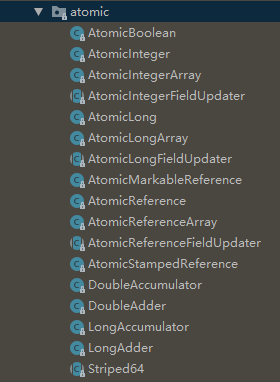 atomic
AtomicBoolean
AtomicInteger
AtomicIntegerArray
AtomicIntegerFieldUpdater
AtomicLong
AtomicLongArray
AtomicLongFieldUpdater
AtomicMarkableReference
AtomicReference
AtomicReferenceArray
AtomicReferenceFieldUpdater
AtomicStampedReference
DoubleAccumulator
DoubleAdder
LongAccumulator
LongAdder
Striped64